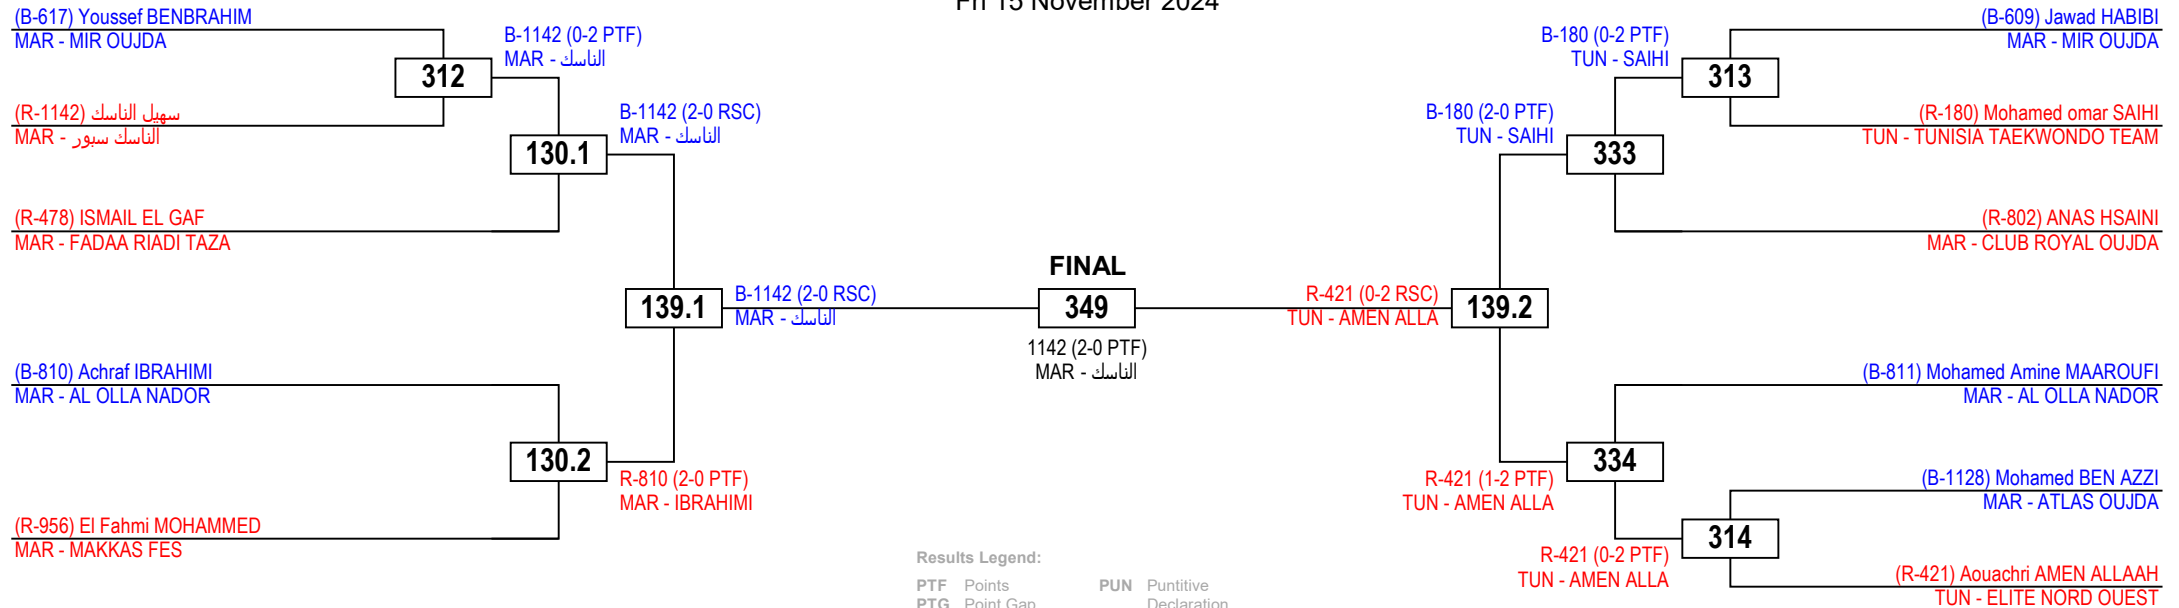 Fri 15 November 2024
(B-617) Youssef BENBRAHIM
MAR - MIR OUJDA
312
B-1142 (0-2 PTF)
MAR - الناسك
(R-1142) سهيل الناسك
MAR - الناسك سبور
130.1
B-1142 (2-0 RSC)
MAR - الناسك
(R-478) ISMAIL EL GAF
MAR - FADAA RIADI TAZA
139.1
B-1142 (2-0 RSC)
MAR - الناسك
(B-810) Achraf IBRAHIMI
MAR - AL OLLA NADOR
130.2
R-810 (2-0 PTF)
MAR - IBRAHIMI
(R-956) El Fahmi MOHAMMED
MAR - MAKKAS FES
FINAL
349
1142 (2-0 PTF)
MAR - الناسك
(B-609) Jawad HABIBI
MAR - MIR OUJDA
B-180 (0-2 PTF)
TUN - SAIHI
313
(R-180) Mohamed omar SAIHI
TUN - TUNISIA TAEKWONDO TEAM
B-180 (2-0 PTF)
TUN - SAIHI
333
(R-802) ANAS HSAINI
MAR - CLUB ROYAL OUJDA
R-421 (0-2 RSC)
TUN - AMEN ALLA
139.2
(B-811) Mohamed Amine MAAROUFI
MAR - AL OLLA NADOR
R-421 (1-2 PTF)
TUN - AMEN ALLA
334
(B-1128) Mohamed BEN AZZI
MAR - ATLAS OUJDA
314
R-421 (0-2 PTF)
TUN - AMEN ALLA
(R-421) Aouachri AMEN ALLAAH
TUN - ELITE NORD OUEST
Results Legend:
PTF Points PUN Puntitive
PTG Point Gap Declaration